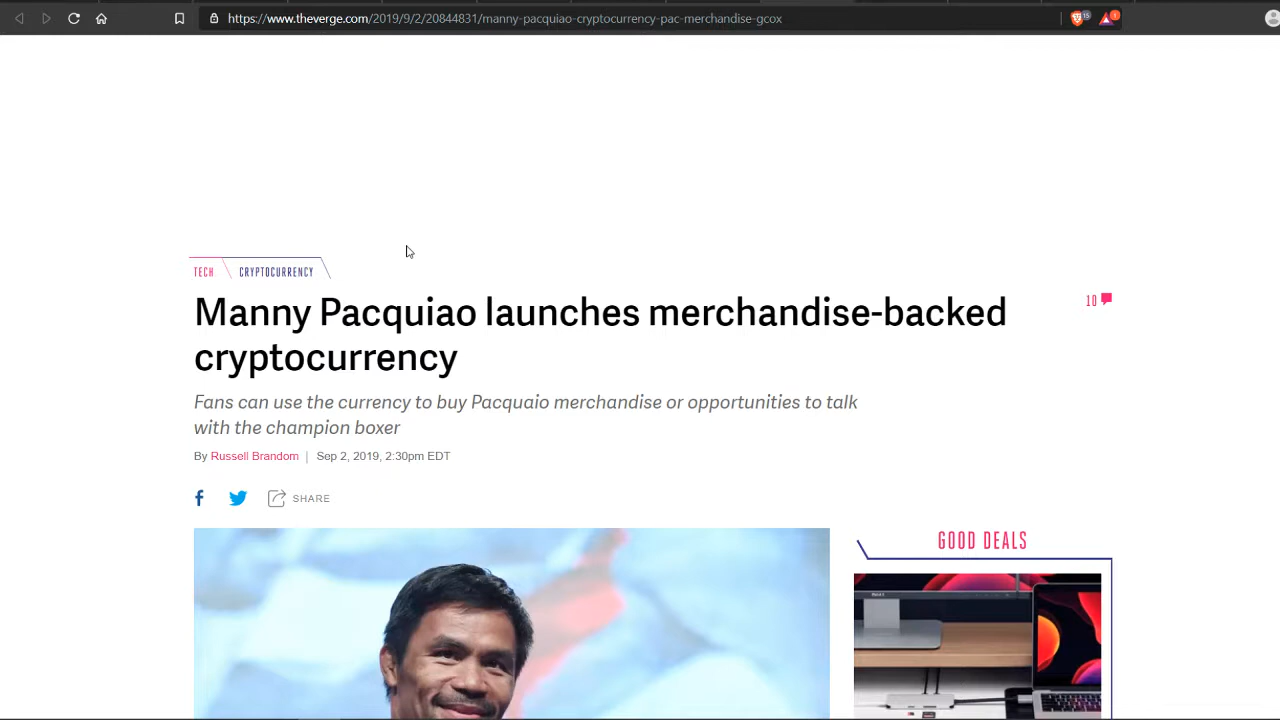 https://www.theverge.com/2019/9/2/20844831/manny-pacquiao-cryptocurrency-pac-merchandise-gcox
15
1
TECH CRYPTOCURRENCY
Manny Pacquiao launches merchandise-backed
cryptocurrency
10
Fans can use the currency to buy Pacquaio merchandise or opportunities to talk
with the champion boxer
By Russell Brandom | Sep 2, 2019, 2:30pm EDT
SHARE
GOOD DEALS